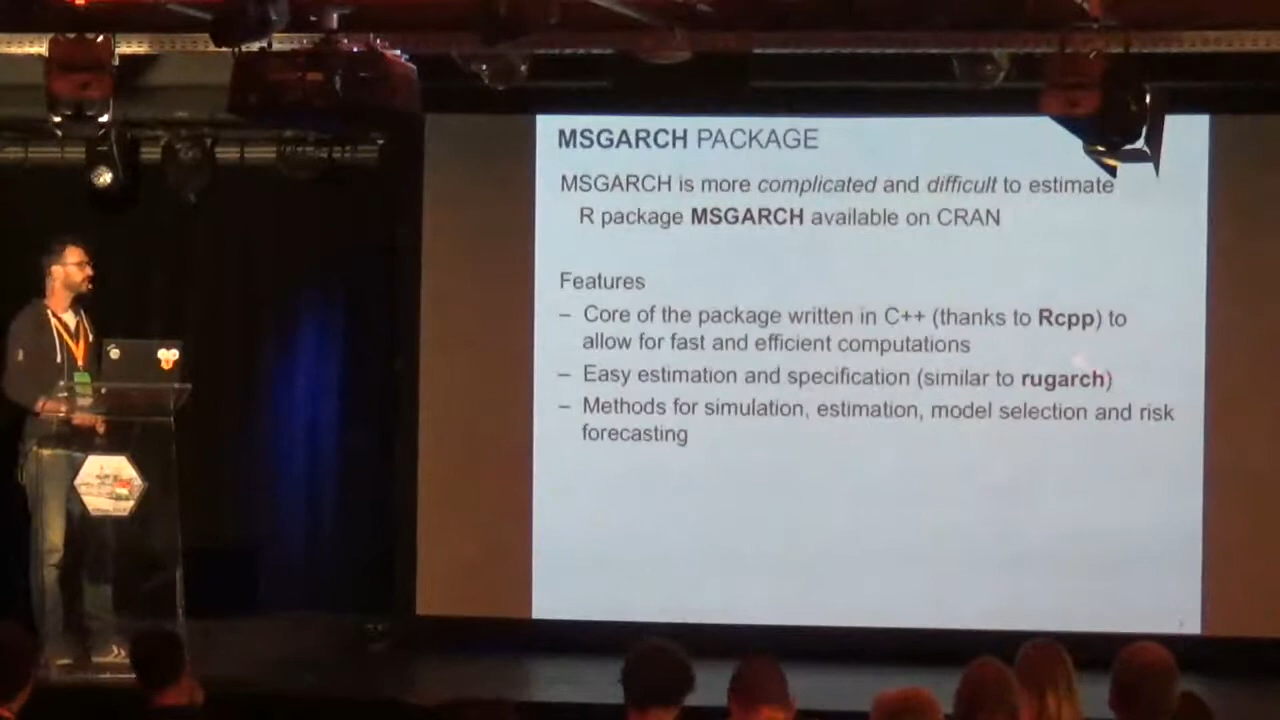 MSGARCH PACKAGE
MSGARCH is more complicated and difficult to estimate
R package MSGARCH available on CRAN
Features
– Core of the package written in C++ (thanks to Rcpp) to
allow for fast and efficient computations
– Easy estimation and specification (similar to rugarch)
– Methods for simulation, estimation, model selection and risk
forecasting